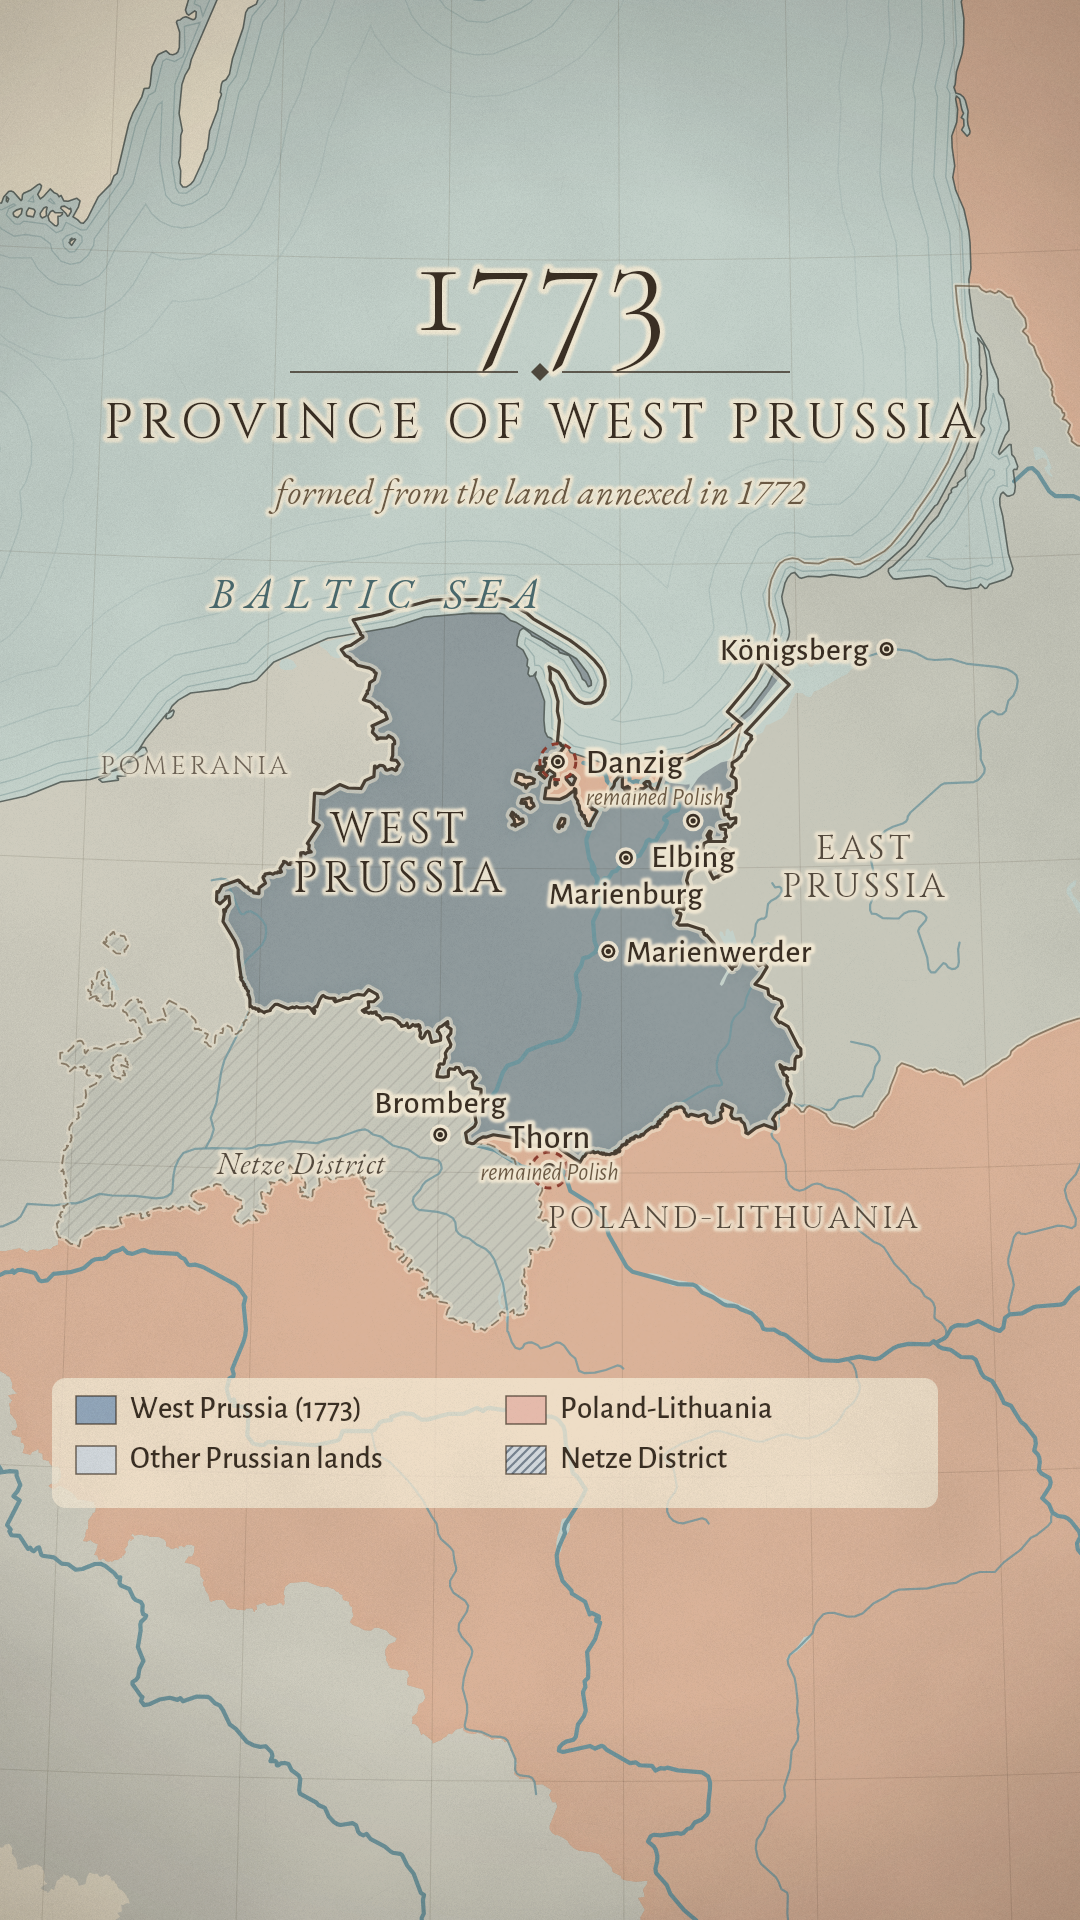 1773
PROVINCE OF WEST PRUSSIA
formed from the land annexed in 1772
BALTIC SEA
Königsberg
POMERANIA
Danzig
remained Polish
WEST
PRUSSIA
Elbing
EAST
PRUSSIA
Marienburg
Marienwerder
Bromberg
Thorn
remained Polish
Netze District
POLAND-LITHUANIA
West Prussia (1773)
Poland-Lithuania
Other Prussian lands
Netze District